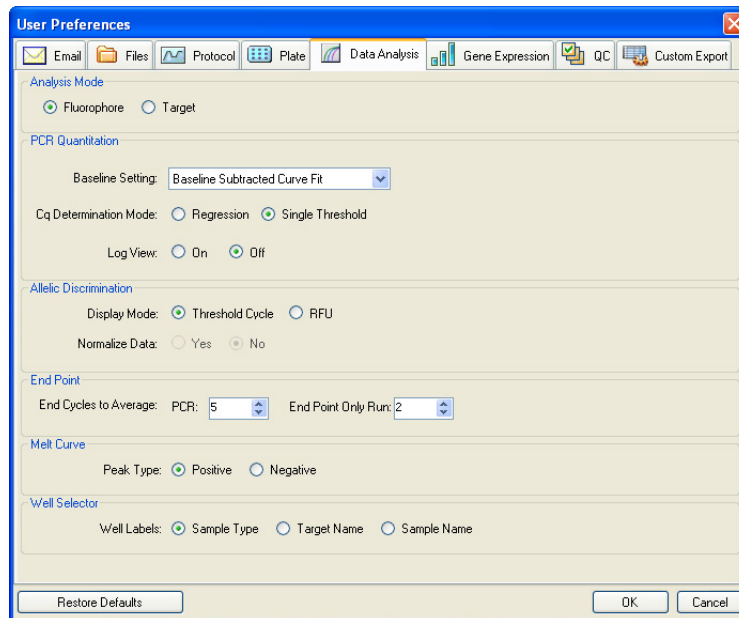 User Preferences
Email Files Protocol Plate Data Analysis Gene Expression QC Custom Export
Analysis Mode
Fluorophore Target
PCR Quantitation
Baseline Setting: Baseline Subtracted Curve Fit
Cq Determination Mode: Regression Single Threshold
Log View: On Off
Allelic Discrimination
Display Mode: Threshold Cycle RFU
Normalize Data: Yes No
End Point
End Cycles to Average: PCR: 5 End Point Only Run: 2
Melt Curve
Peak Type: Positive Negative
Well Selector
Well Labels: Sample Type Target Name Sample Name
Restore Defaults OK Cancel